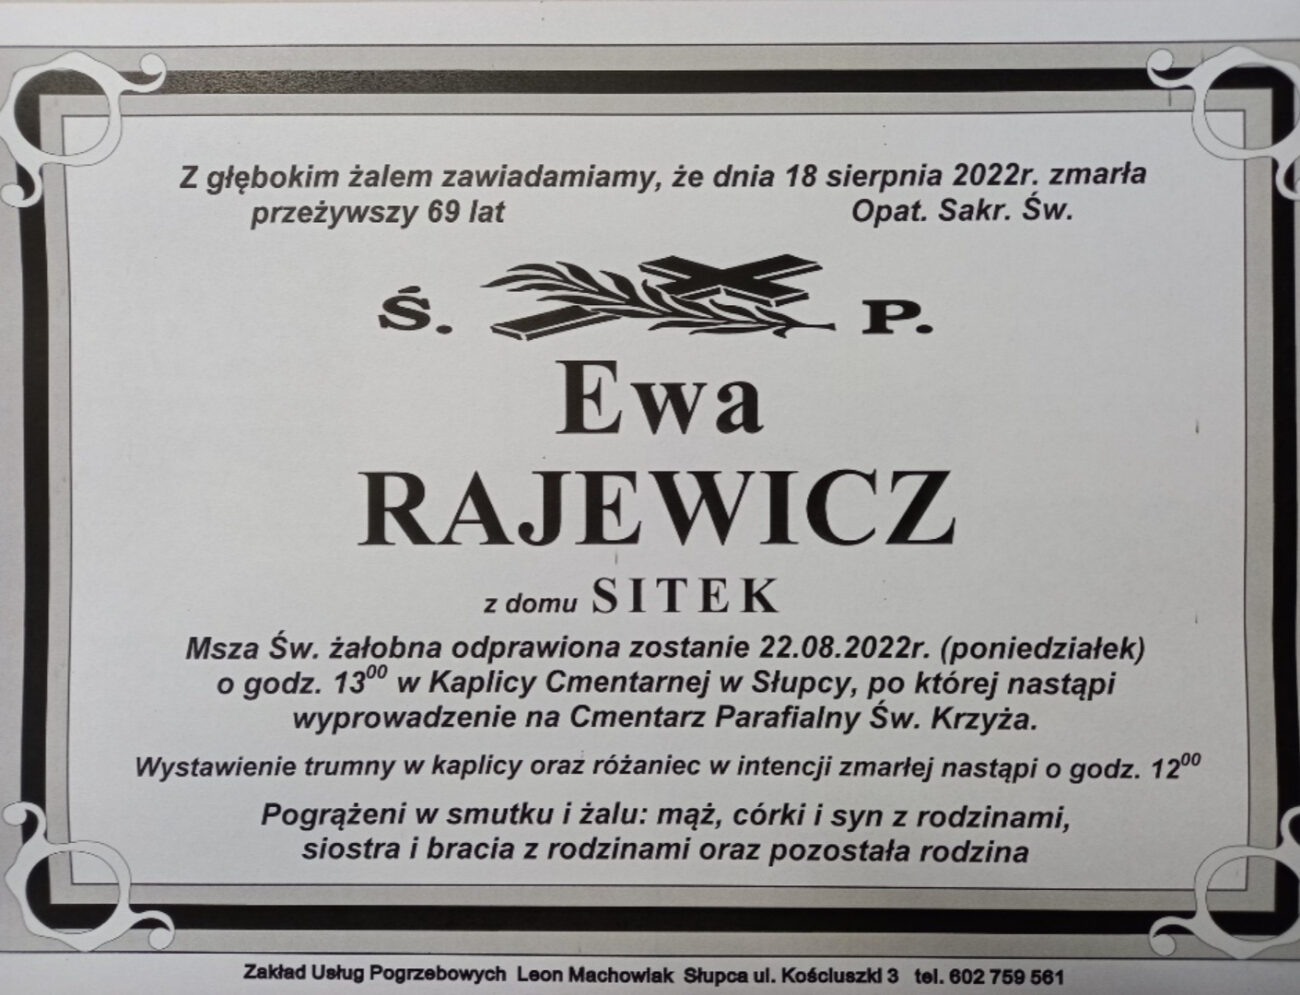 Z głębokim żalem zawiadamiamy, że dnia 18 sierpnia 2022r. zmarła
przeżywszy 69 lat Opat. Sakr. Św.
Ś. P.
Ewa
RAJEWICZ
z domu SITEK
Msza Św. żałobna odprawiona zostanie 22.08.2022r. (poniedziałek)
o godz. 13⁰⁰ w Kaplicy Cmentarnej w Słupcy, po której nastąpi
wyprowadzenie na Cmentarz Parafialny Św. Krzyża.
Wystawienie trumny w kaplicy oraz różaniec w intencji zmarłej nastąpi o godz. 12⁰⁰
Pogrążeni w smutku i żalu: mąż, córki i syn z rodzinami,
siostra i bracia z rodzinami oraz pozostała rodzina
Zakład Usług Pogrzebowych Leon Machowiak Słupca ul. Kościuszki 3 tel. 602 759 561